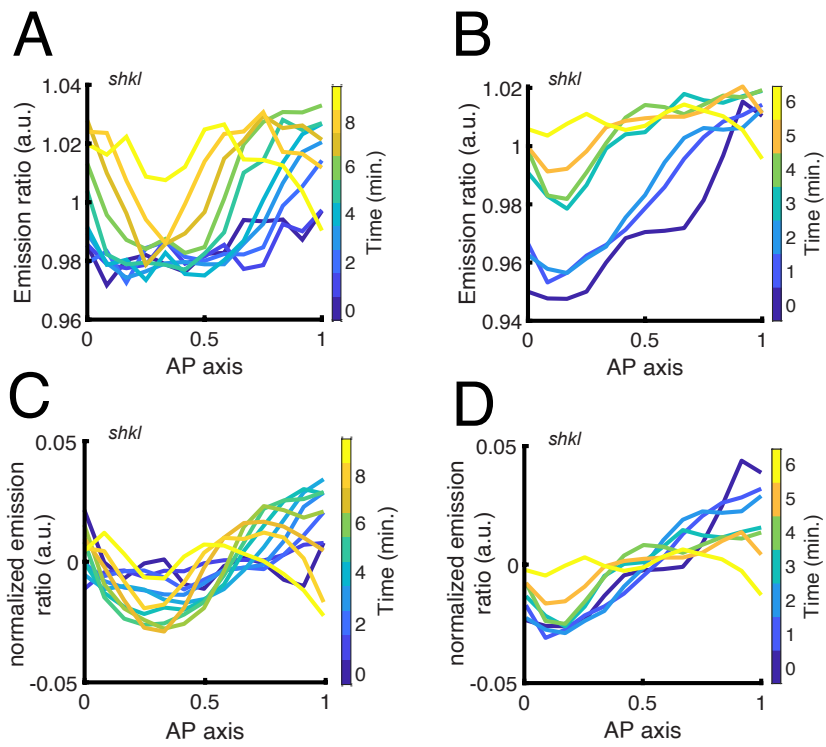 A
shkl
1.04
1.02
1
0.98
0.96
Emission ratio (a.u.)
0
0.5
1
AP axis
8
6
4
2
0
Time (min.)
B
shkl
1.02
1
0.98
0.96
0.94
Emission ratio (a.u.)
0
0.5
1
AP axis
6
5
4
3
2
1
0
Time (min.)
C
shkl
0.05
0
-0.05
normalized emission
ratio (a.u.)
0
0.5
1
AP axis
8
6
4
2
0
Time (min.)
D
shkl
0.05
0
-0.05
normalized emission
ratio (a.u.)
0
0.5
1
AP axis
6
5
4
3
2
1
0
Time (min.)